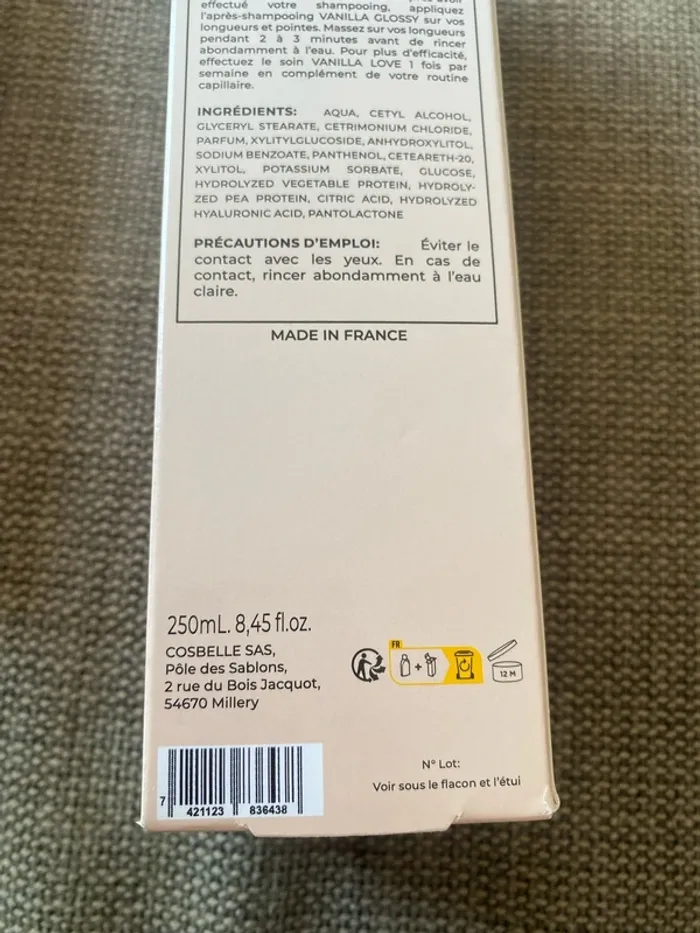 effectué votre shampooing, appliquez
l'après-shampooing VANILLA GLOSSY sur vos
longueurs et pointes. Massez sur vos longueurs
pendant 2 à 3 minutes avant de rincer
abondamment à l'eau. Pour plus d'efficacité,
effectuez le soin VANILLA LOVE 1 fois par
semaine en complément de votre routine
capillaire.
INGRÉDIENTS: AQUA, CETYL ALCOHOL,
GLYCERYL STEARATE, CETRIMONIUM CHLORIDE,
PARFUM, XYLITYLGLUCOSIDE, ANHYDROXYLITOL,
SODIUM BENZOATE, PANTHENOL, CETEARETH-20,
XYLITOL, POTASSIUM SORBATE, GLUCOSE,
HYDROLYZED VEGETABLE PROTEIN, HYDROLY-
ZED PEA PROTEIN, CITRIC ACID, HYDROLYZED
HYALURONIC ACID, PANTOLACTONE
PRÉCAUTIONS D'EMPLOI: Éviter le
contact avec les yeux. En cas de
contact, rincer abondamment à l'eau
claire.
MADE IN FRANCE
250mL. 8,45 fl.oz.
COSBELLE SAS,
Pôle des Sablons,
2 rue du Bois Jacquot,
54670 Millery
FR
+
12 M
N° Lot:
Voir sous le flacon et l'étui
7 421123 836438